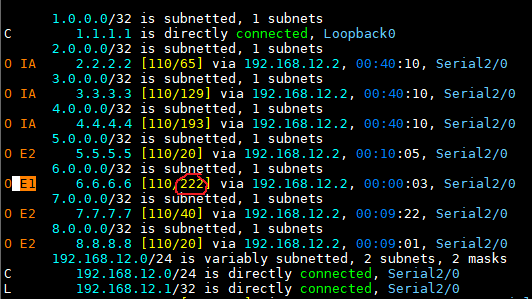 1.0.0.0/32 is subnetted, 1 subnets
C 1.1.1.1 is directly connected, Loopback0
O IA 2.2.2.2 [110/65] via 192.168.12.2, 00:40:10, Serial2/0
3.0.0.0/32 is subnetted, 1 subnets
O IA 3.3.3.3 [110/129] via 192.168.12.2, 00:40:10, Serial2/0
4.0.0.0/32 is subnetted, 1 subnets
O IA 4.4.4.4 [110/193] via 192.168.12.2, 00:40:10, Serial2/0
5.0.0.0/32 is subnetted, 1 subnets
O E2 5.5.5.5 [110/20] via 192.168.12.2, 00:10:05, Serial2/0
6.0.0.0/32 is subnetted, 1 subnets
O E1 6.6.6.6 [110/222] via 192.168.12.2, 00:00:03, Serial2/0
7.0.0.0/32 is subnetted, 1 subnets
O E2 7.7.7.7 [110/40] via 192.168.12.2, 00:09:22, Serial2/0
8.0.0.0/32 is subnetted, 1 subnets
O E2 8.8.8.8 [110/20] via 192.168.12.2, 00:09:01, Serial2/0
192.168.12.0/24 is variably subnetted, 2 subnets, 2 masks
C 192.168.12.0/24 is directly connected, Serial2/0
L 192.168.12.1/32 is directly connected, Serial2/0